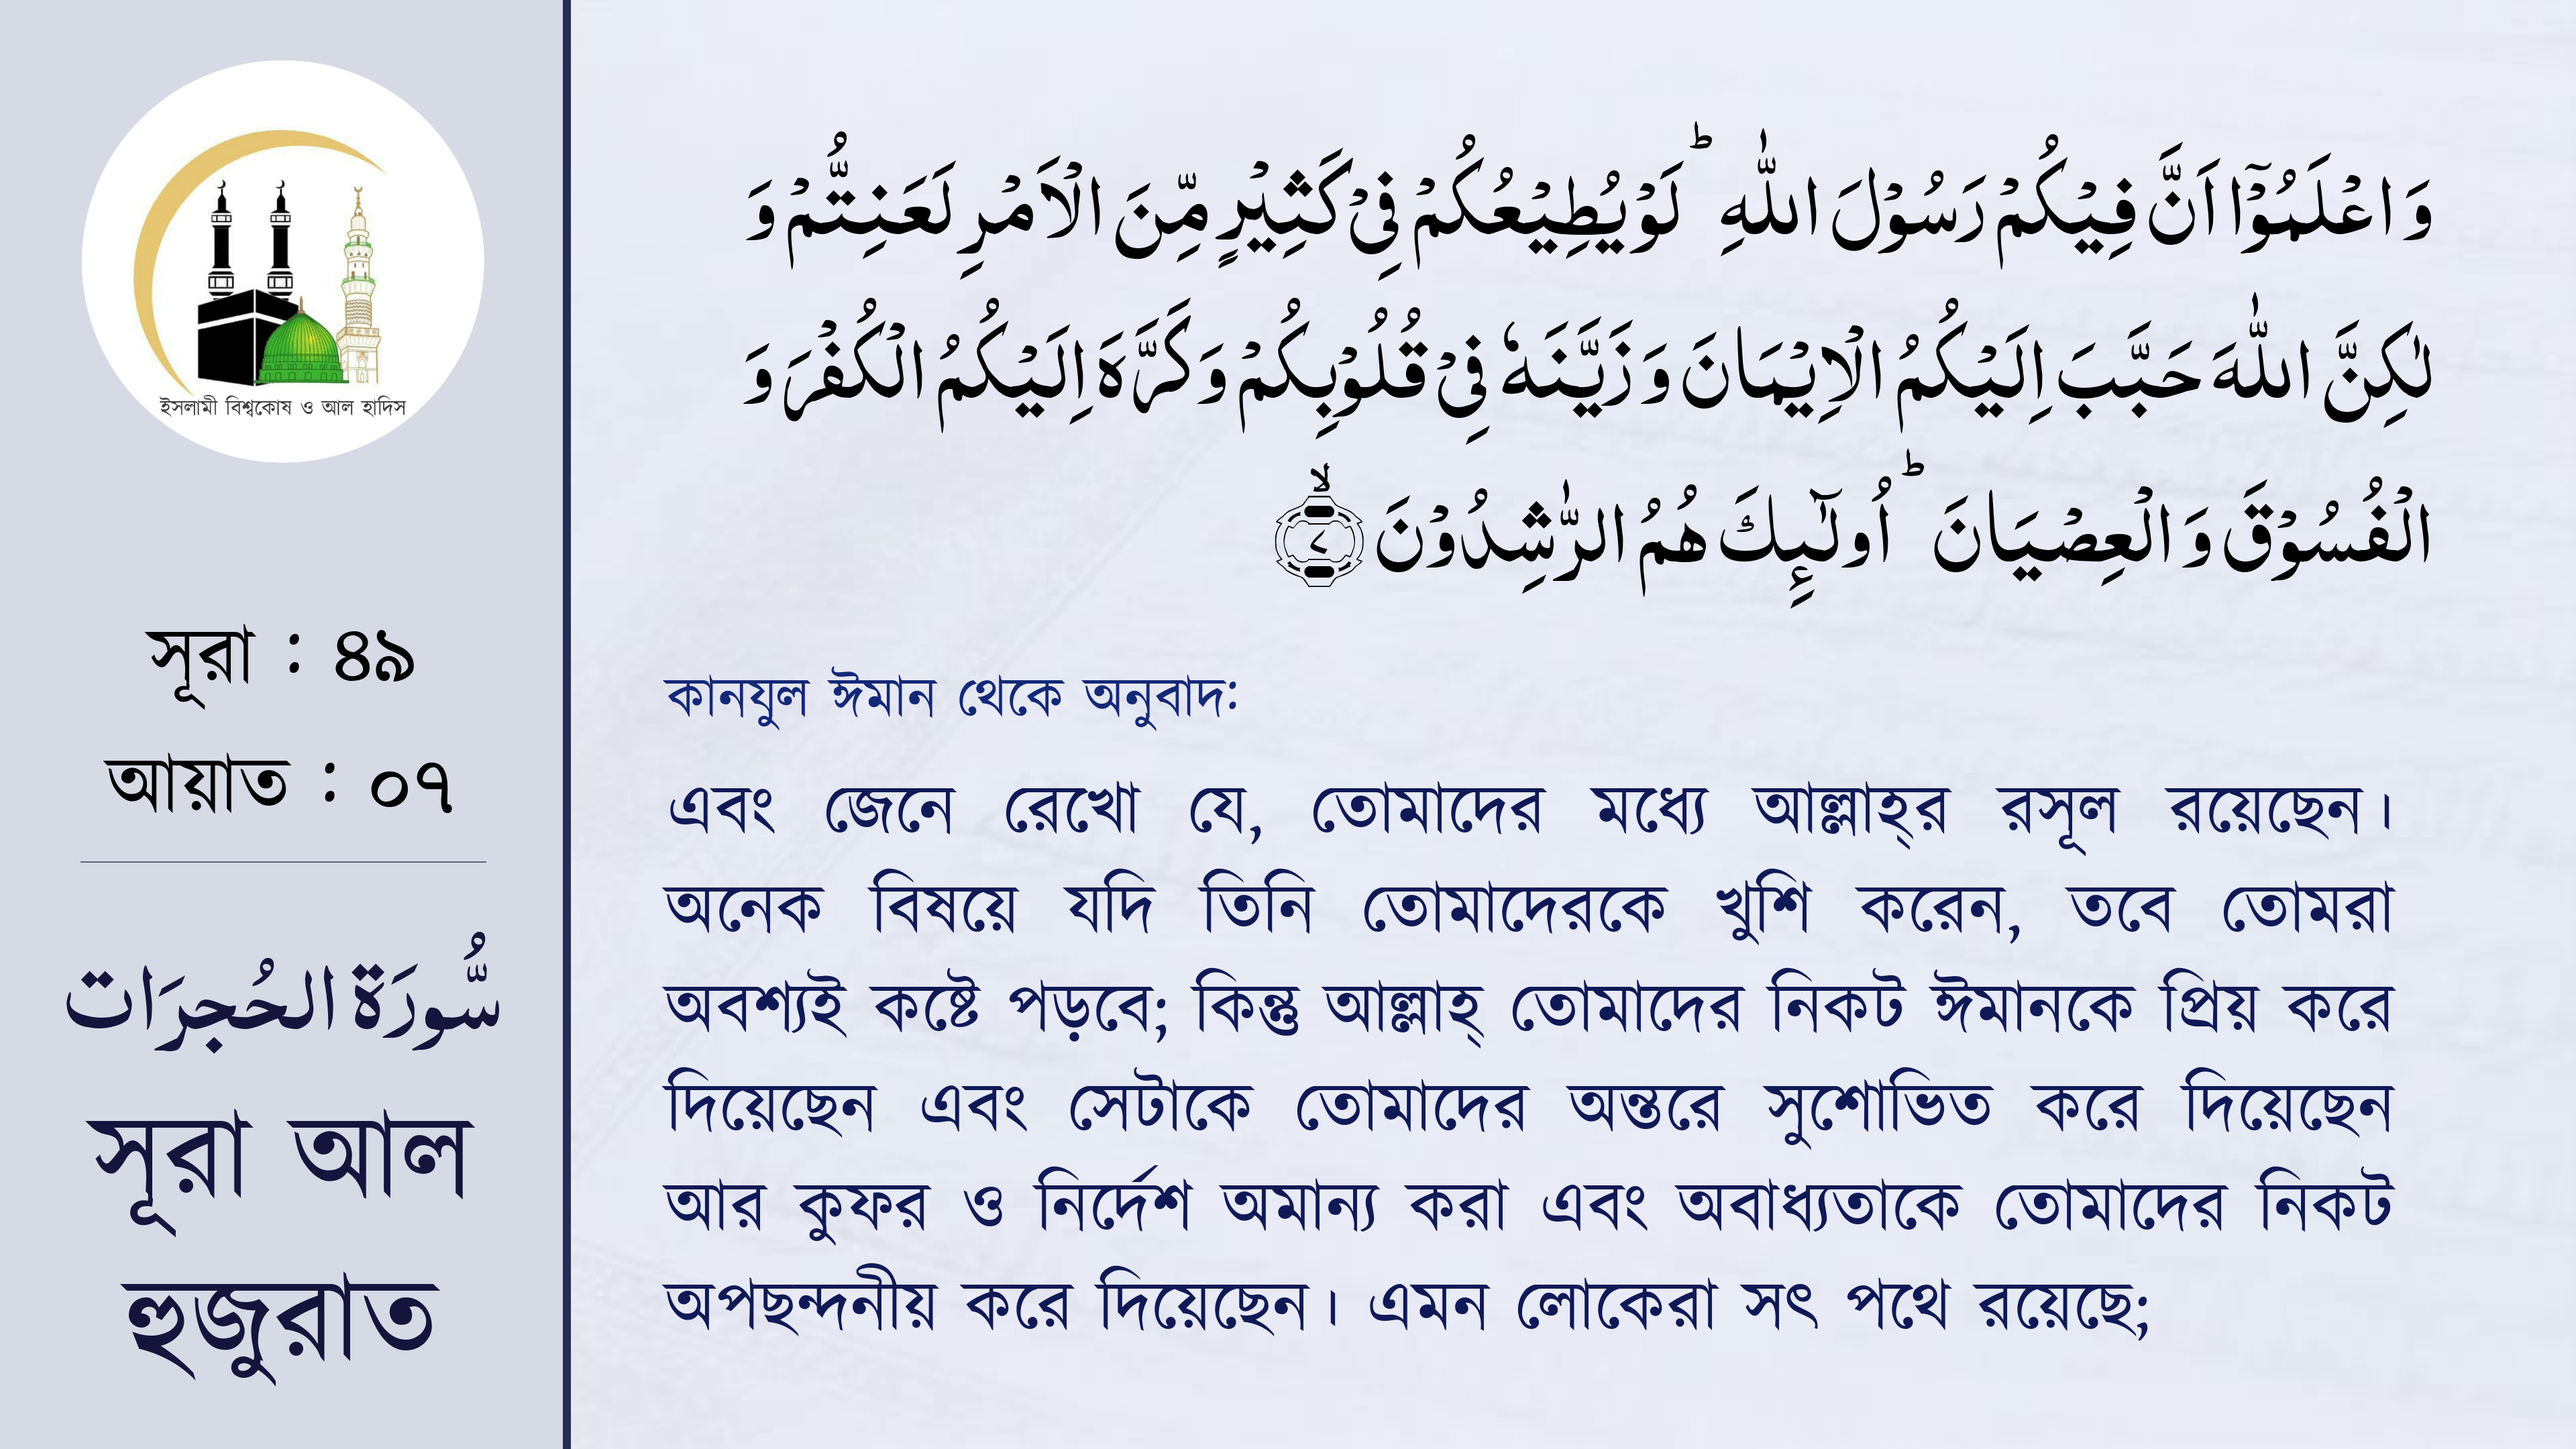 ইসলামী বিশ্বকোষ ও আল হাদিস
সূরা : ৪৯
আয়াত : ০৭
سُّورَة الحُجرَات
সূরা আল
হুজুরাত
وَ اعْلَمُوْۤا اَنَّ فِیْكُمْ رَسُوْلَ اللّٰهِ ؕ لَوْ یُطِیْعُكُمْ فِیْ كَثِیْرٍ مِّنَ الْاَمْرِ لَعَنِتُّمْ وَ
لٰكِنَّ اللّٰهَ حَبَّبَ اِلَیْكُمُ الْاِیْمَانَ وَ زَیَّنَهٗ فِیْ قُلُوْبِكُمْ وَ كَرَّهَ اِلَیْكُمُ الْكُفْرَ وَ
الْفُسُوْقَ وَ الْعِصْیَانَ ؕ اُولٰٓىِٕكَ هُمُ الرّٰشِدُوْنَ ۙ﴿۷﴾
কানযুল ঈমান থেকে অনুবাদ:
এবং জেনে রেখো যে, তোমাদের মধ্যে আল্লাহ্‌র রসূল রয়েছেন।
অনেক বিষয়ে যদি তিনি তোমাদেরকে খুশি করেন, তবে তোমরা
অবশ্যই কষ্টে পড়বে; কিন্তু আল্লাহ্ তোমাদের নিকট ঈমানকে প্রিয় করে
দিয়েছেন এবং সেটাকে তোমাদের অন্তরে সুশোভিত করে দিয়েছেন
আর কুফর ও নির্দেশ অমান্য করা এবং অবাধ্যতাকে তোমাদের নিকট
অপছন্দনীয় করে দিয়েছেন। এমন লোকেরা সৎ পথে রয়েছে;